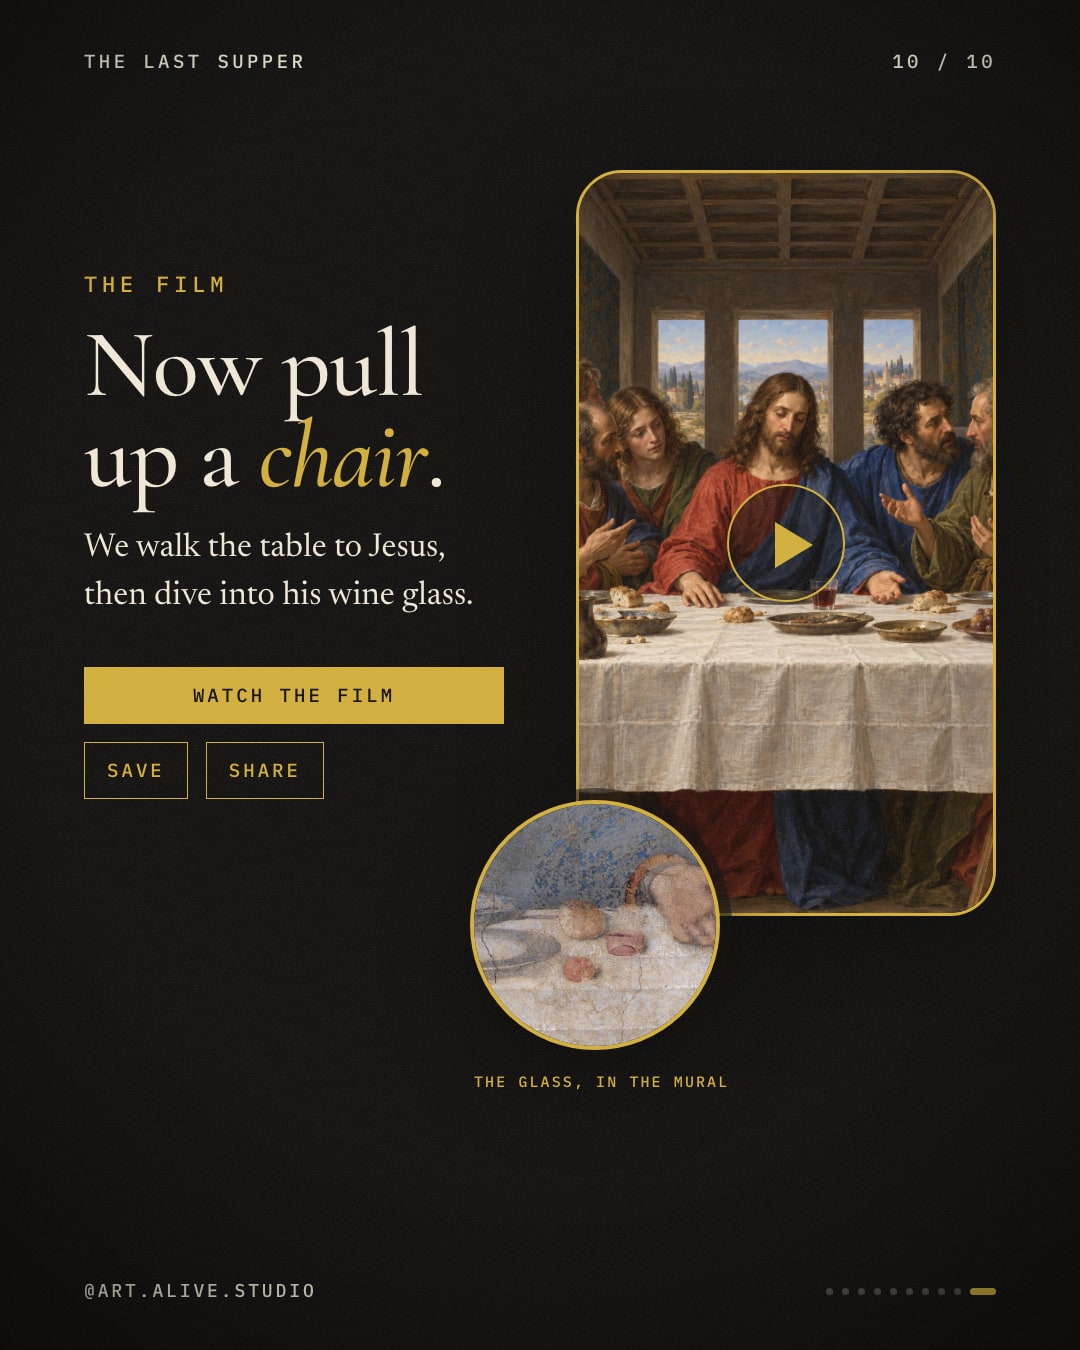 THE LAST SUPPER
10 / 10
THE FILM
Now pull
up a chair.
We walk the table to Jesus,
then dive into his wine glass.
WATCH THE FILM
SAVE
SHARE
THE GLASS, IN THE MURAL
@ART.ALIVE.STUDIO